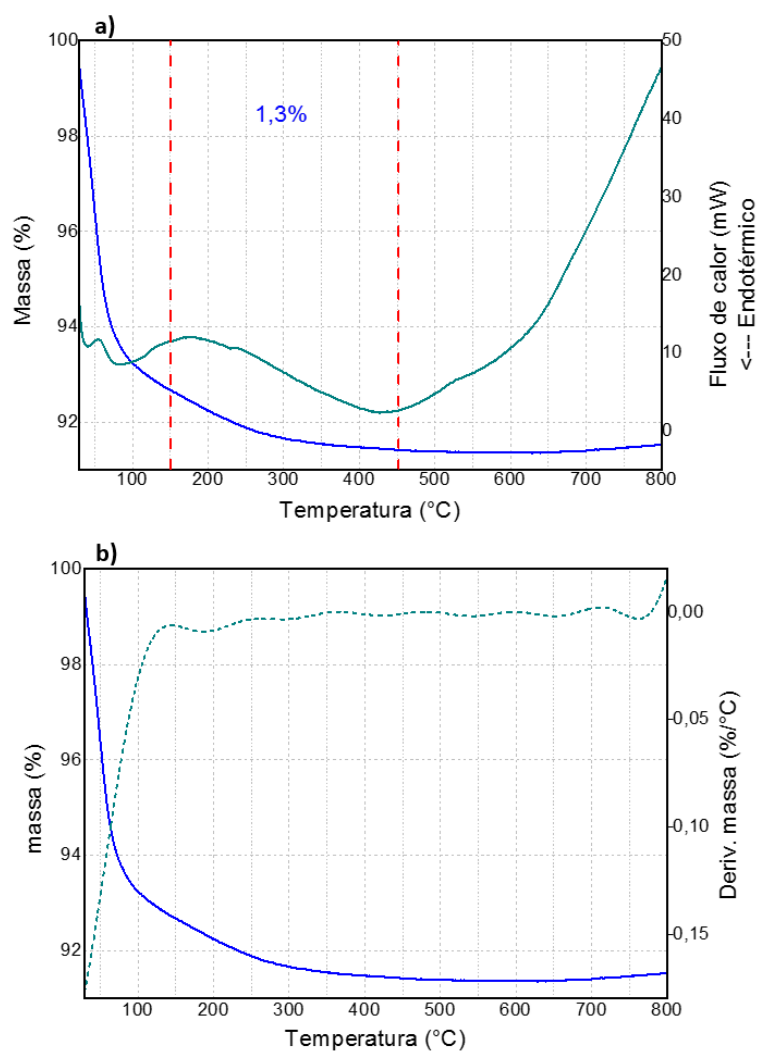 a)
100
98
96
94
92
Massa (%)
1,3%
50
40
30
20
10
0
Fluxo de calor (mW)
<--- Endotérmico
100 200 300 400 500 600 700 800
Temperatura (°C)
b)
100
98
96
94
92
massa (%)
0,00
-0,05
-0,10
-0,15
Deriv. massa (%/°C)
100 200 300 400 500 600 700 800
Temperatura (°C)